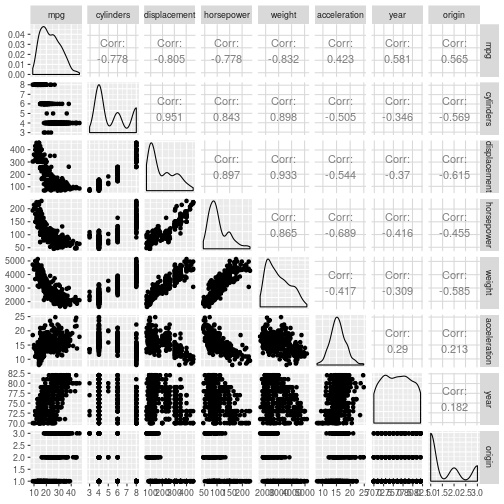 mpg cylinders displacement horsepower weight acceleration year origin
0.04
0.03
0.02
0.01
0.00
Corr: Corr: Corr: Corr: Corr: Corr: Corr:
-0.778 -0.805 -0.778 -0.832 0.423 0.581 0.565
mpg
8
7
6
5
4
3
Corr: Corr: Corr: Corr: Corr: Corr:
0.951 0.843 0.898 -0.505 -0.346 -0.569
cylinders
400
300
200
100
Corr: Corr: Corr: Corr: Corr:
0.897 0.933 -0.544 -0.37 -0.615
displacement
200
150
100
50
Corr: Corr: Corr: Corr:
0.865 -0.689 -0.416 -0.455
horsepower
5000
4000
3000
2000
Corr: Corr: Corr:
-0.417 -0.309 -0.585
weight
25
20
15
10
Corr: Corr:
0.29 0.213
acceleration
82.5
80.0
77.5
75.0
72.5
70.0
Corr:
0.182
year
3.0
2.5
2.0
1.5
1.0
origin
10 20 30 40 3 4 5 6 7 8 100 200 300 400 50 100 150 200 2000 3000 4000 5000 10 15 20 25